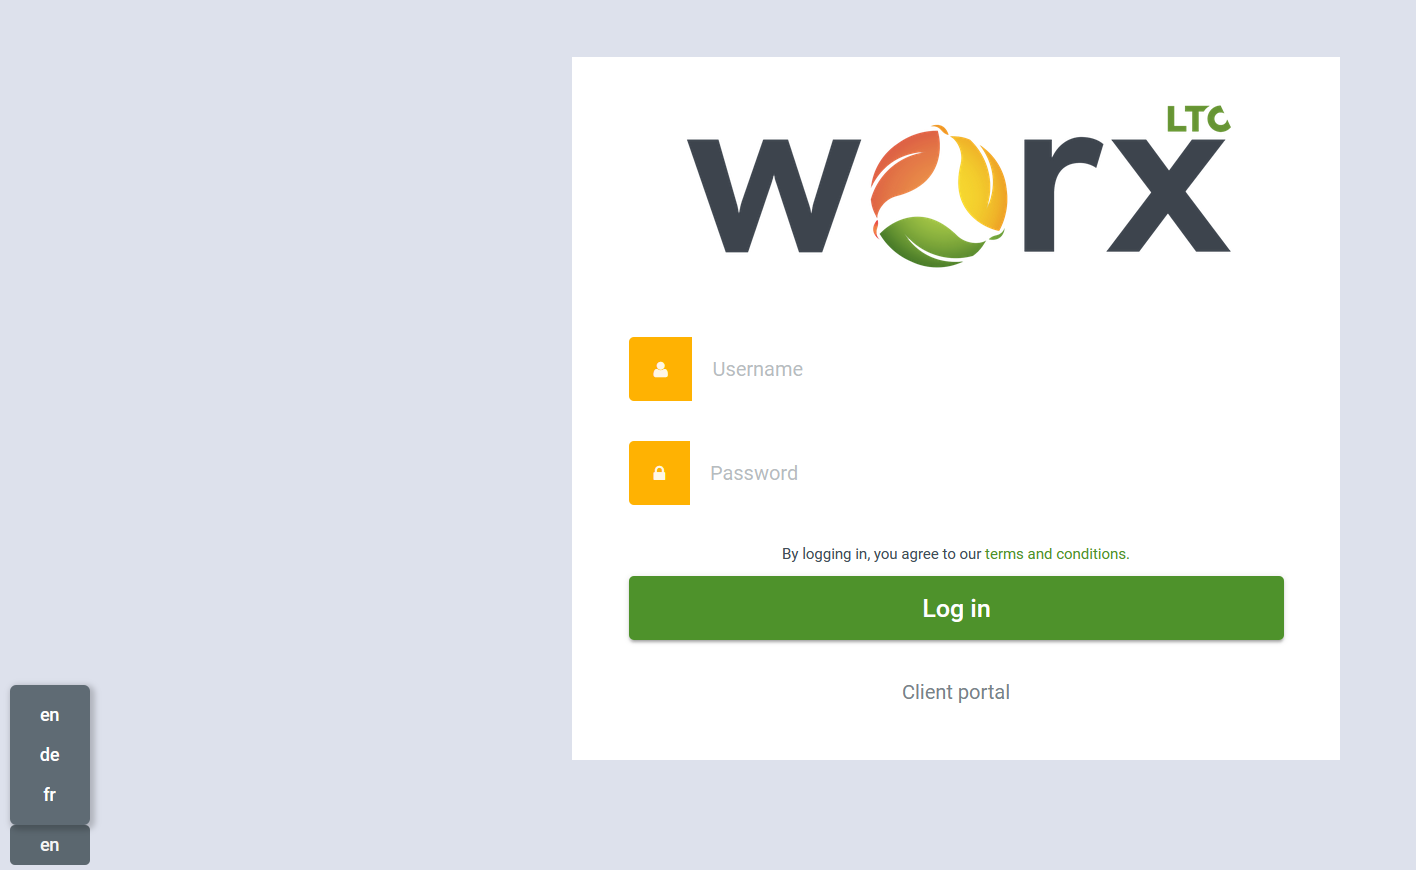 LTC
worx
Username
Password
By logging in, you agree to our terms and conditions.
Log in
Client portal
en
de
fr
en